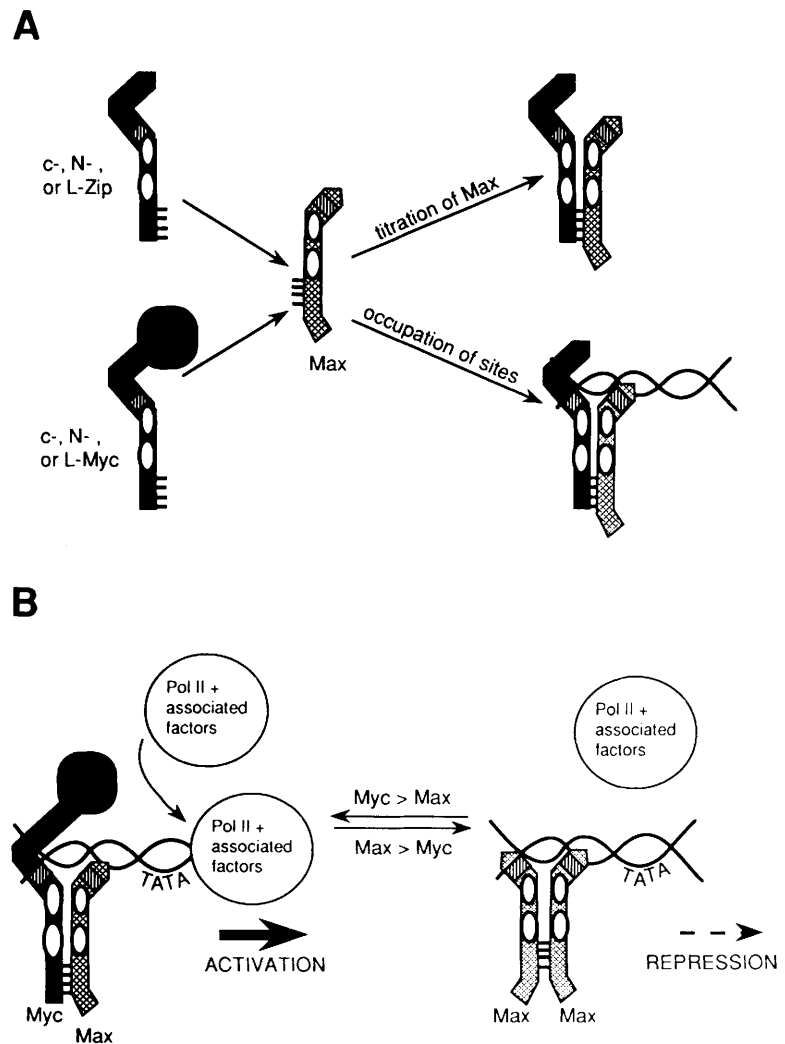 A
c-, N- ,
or L-Zip
titration of Max
Max
occupation of sites
c-, N- ,
or L-Myc
B
Pol II +
associated
factors
Pol II +
associated
factors
Myc > Max
Max > Myc
Pol II +
associated
factors
TATA
TATA
ACTIVATION
REPRESSION
Myc
Max
Max
Max